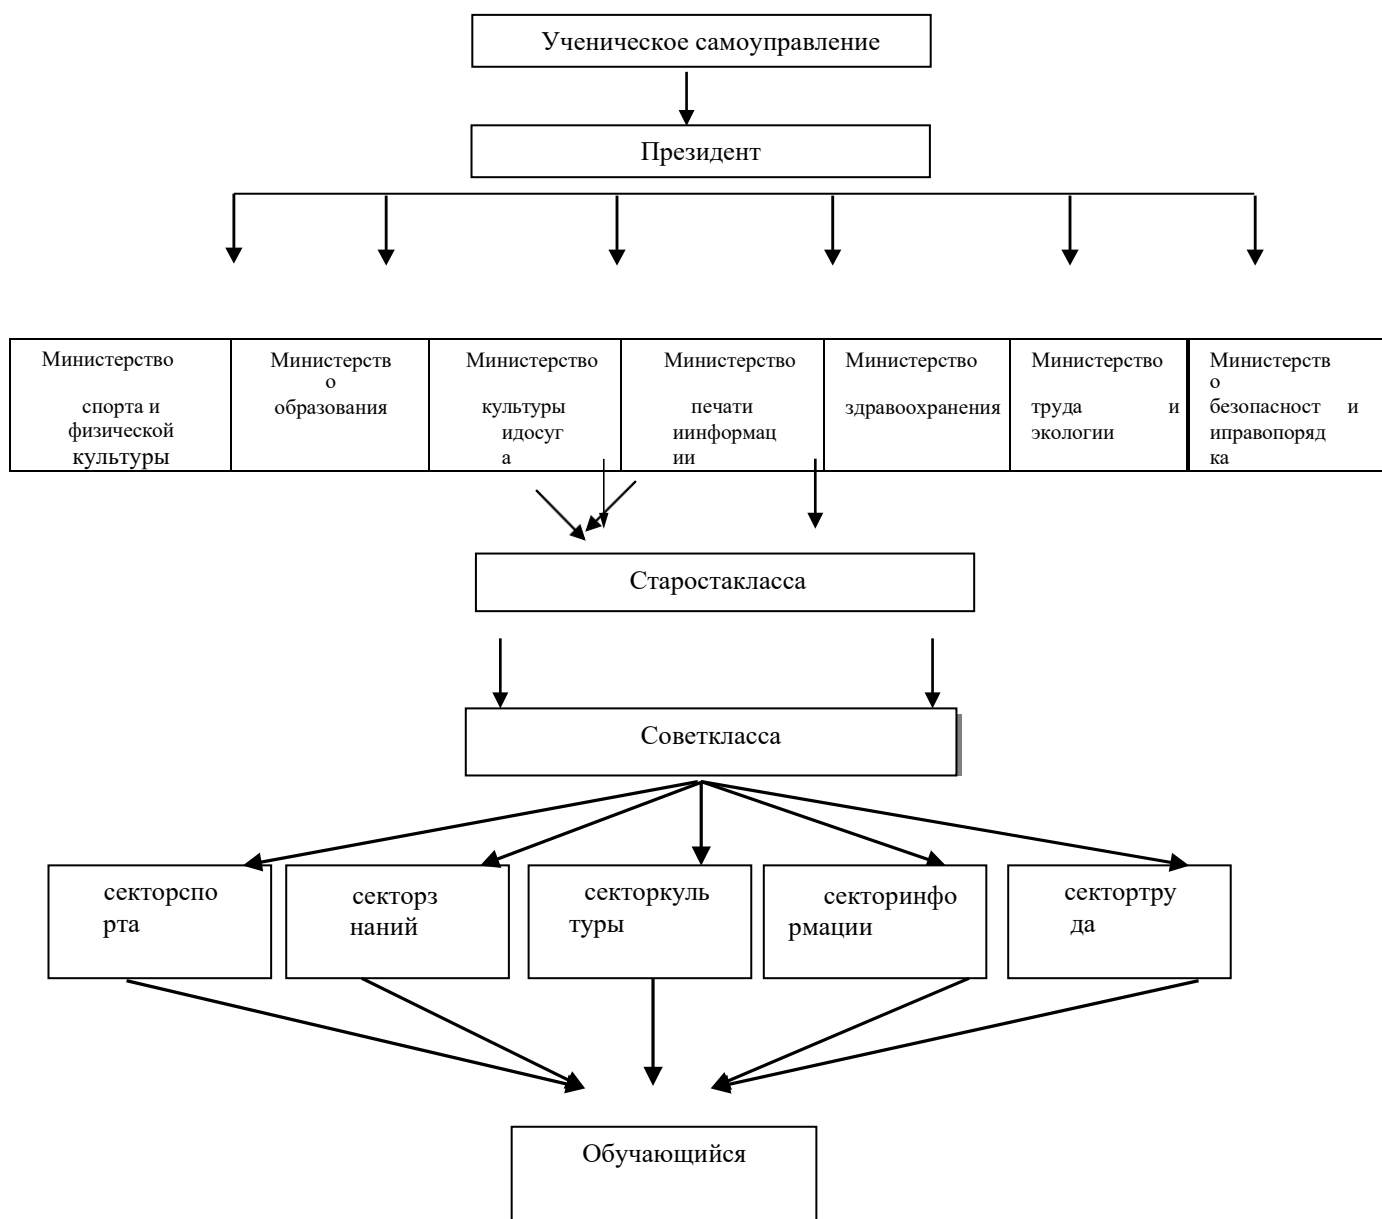 Ученическое самоуправление
Президент
Министерство
спорта и
физической
культуры
Министерств
о
образования
Министерство
культуры
идосуг
а
Министерство
печати
иинформац
ии
Министерство
здравоохранения
Министерство
труда и
экологии
Министерств
о
безопасност и
иправопоряд
ка
Старостакласса
Советкласса
секторспо
рта
секторз
наний
секторкуль
туры
секторинфо
рмации
сектортру
да
Обучающийся